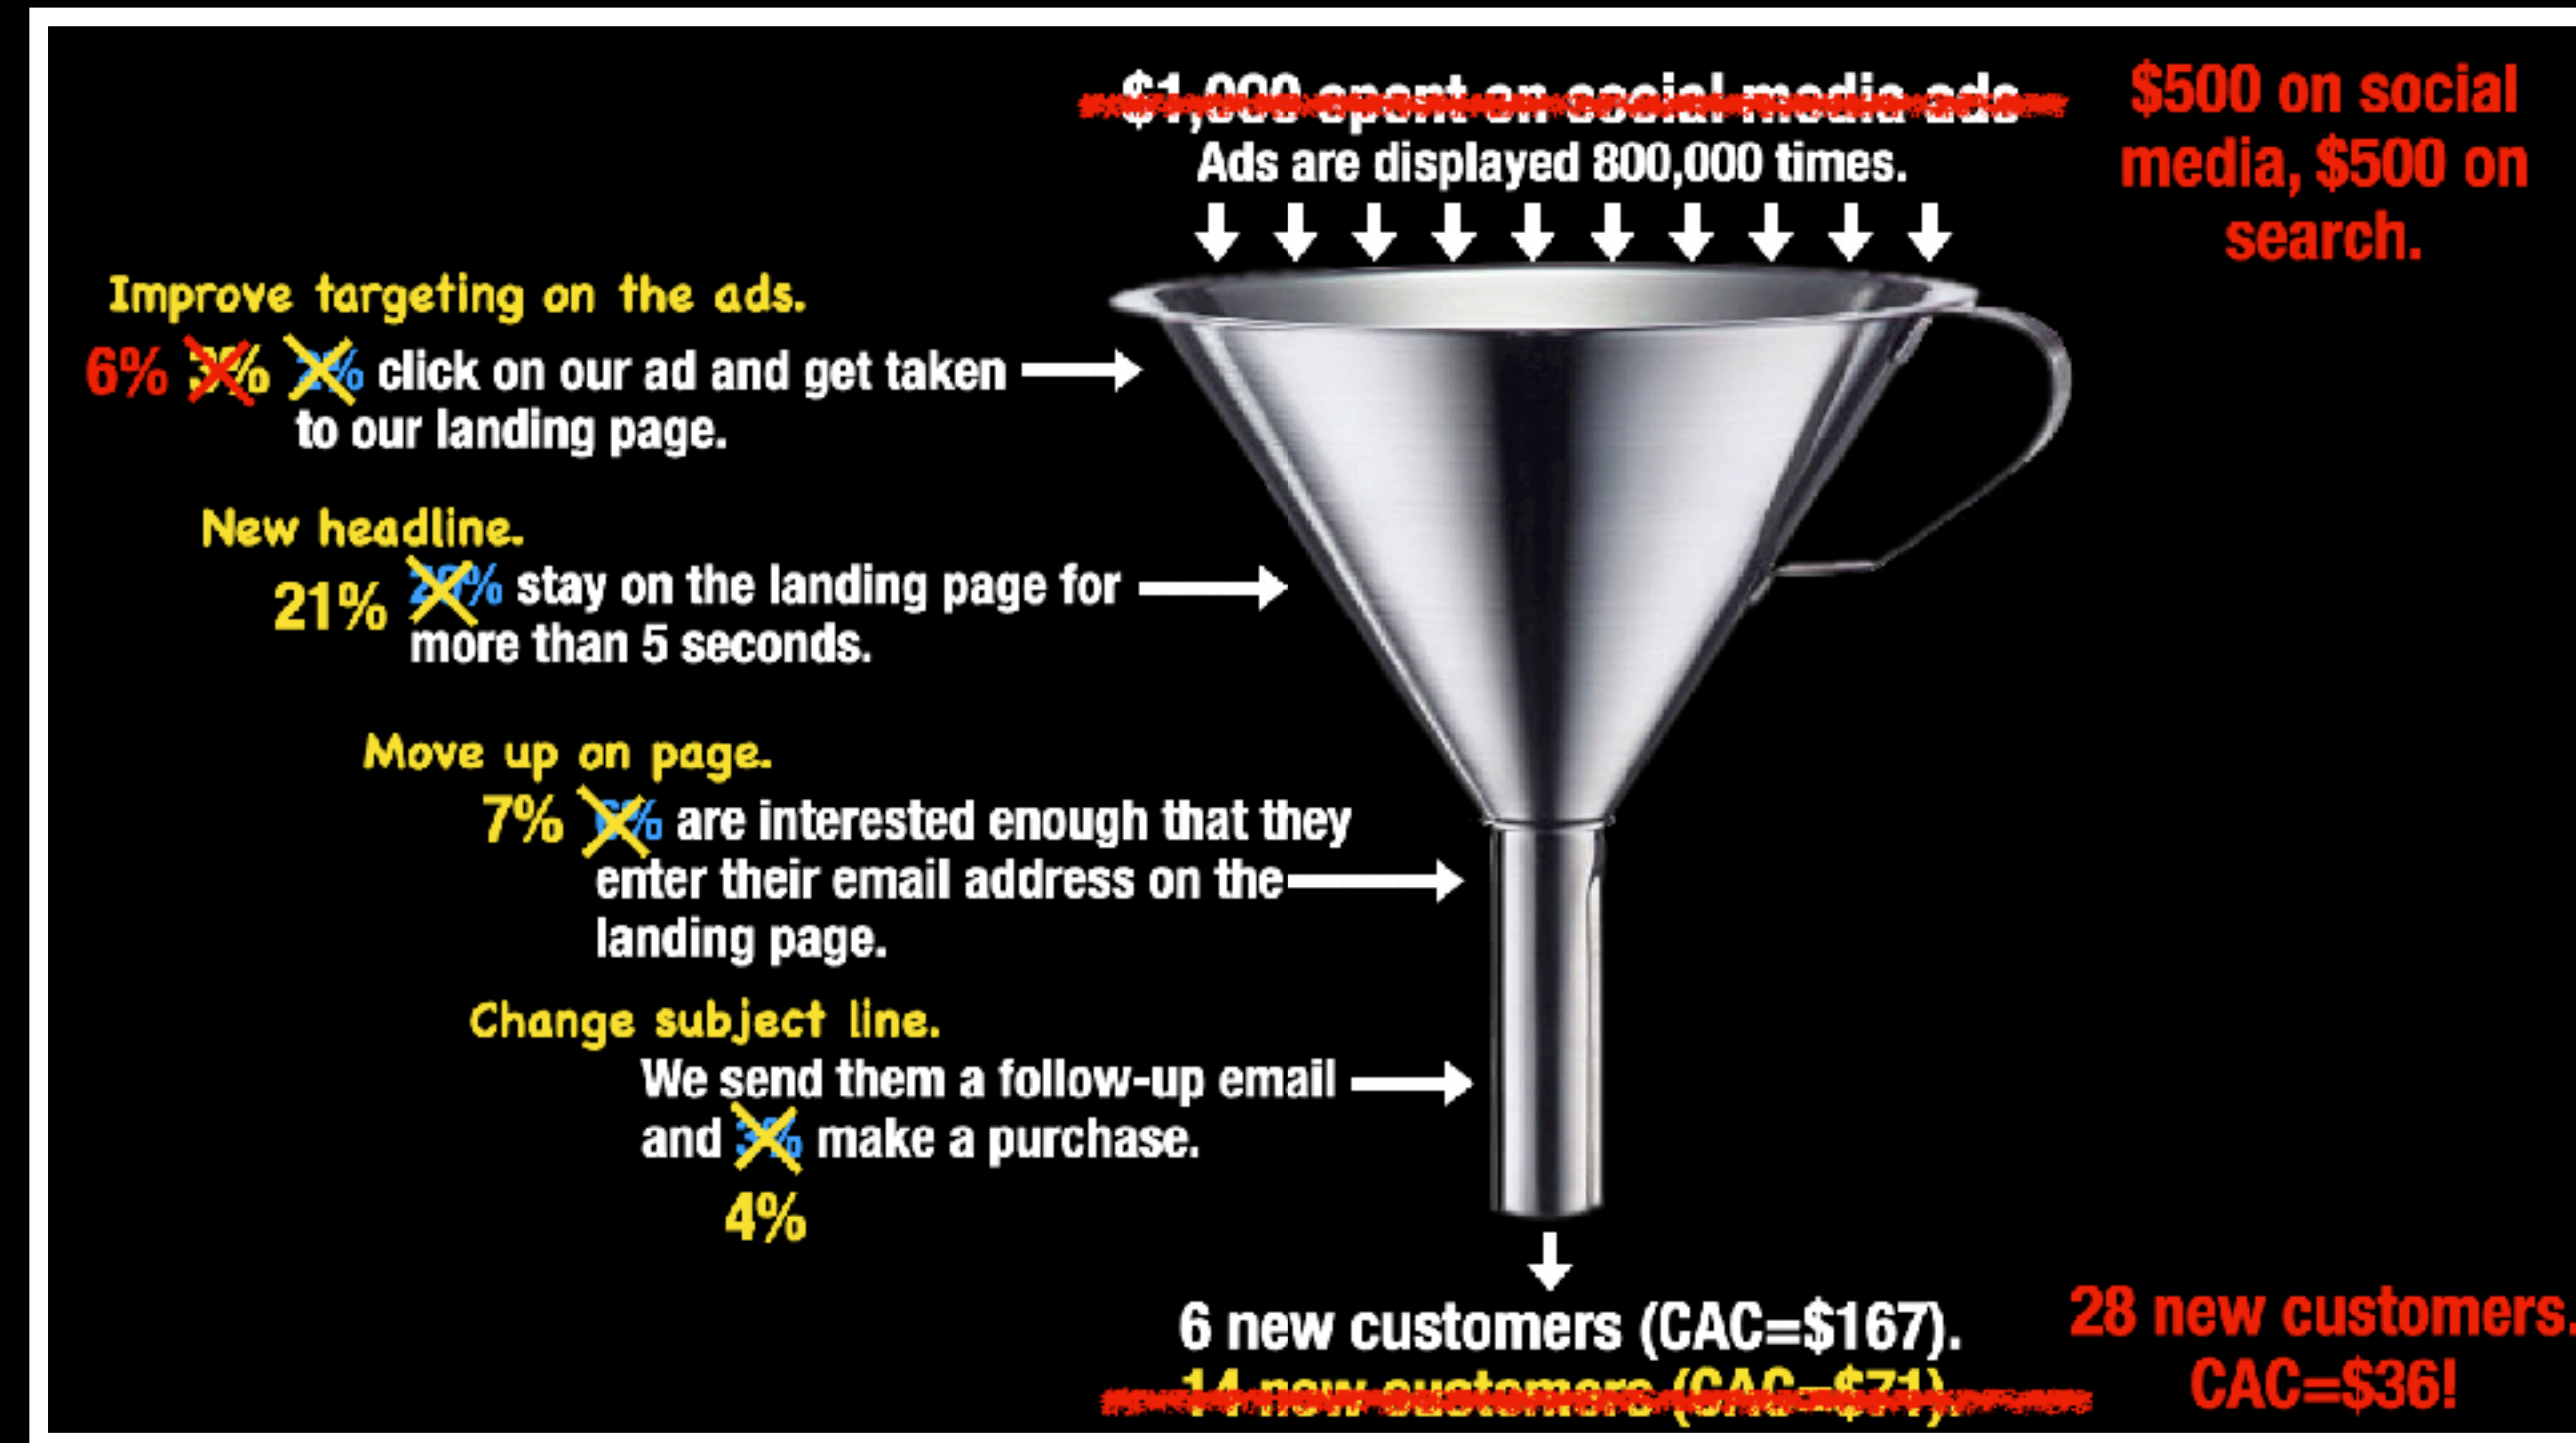 $1,000 spent on social media ads
Ads are displayed 800,000 times.
$500 on social
media, $500 on
search.
Improve targeting on the ads.
6% 3% click on our ad and get taken
to our landing page.
New headline.
21% stay on the landing page for
more than 5 seconds.
Move up on page.
7% are interested enough that they
enter their email address on the
landing page.
Change subject line.
We send them a follow-up email
and 3% make a purchase.
4%
6 new customers (CAC=$167).
14 new customers (CAC=$71).
28 new customers.
CAC=$36!